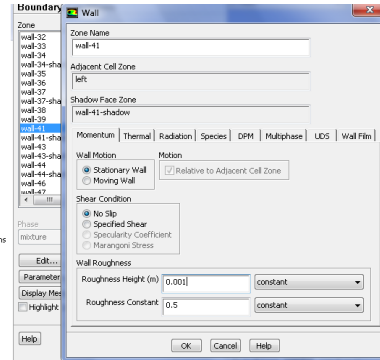 Boundary
Zone
wall-32
wall-33
wall-34
wall-34-sha
wall-35
wall-36
wall-37
wall-37-sha
wall-38
wall-39
wall-41
wall-41-sha
wall-43
wall-43-sha
wall-44
wall-44-sha
wall-46
wall-47
Phase
mixture
ns
Edit...
Parameter
Display Mes
Highlight
Help
Wall
Zone Name
wall-41
Adjacent Cell Zone
left
Shadow Face Zone
wall-41-shadow
Momentum Thermal Radiation Species DPM Multiphase UDS Wall Film
Wall Motion Motion
Stationary Wall Relative to Adjacent Cell Zone
Moving Wall
Shear Condition
No Slip
Specified Shear
Specularity Coefficient
Marangoni Stress
Wall Roughness
Roughness Height (m) 0.001 constant
Roughness Constant 0.5 constant
OK Cancel Help